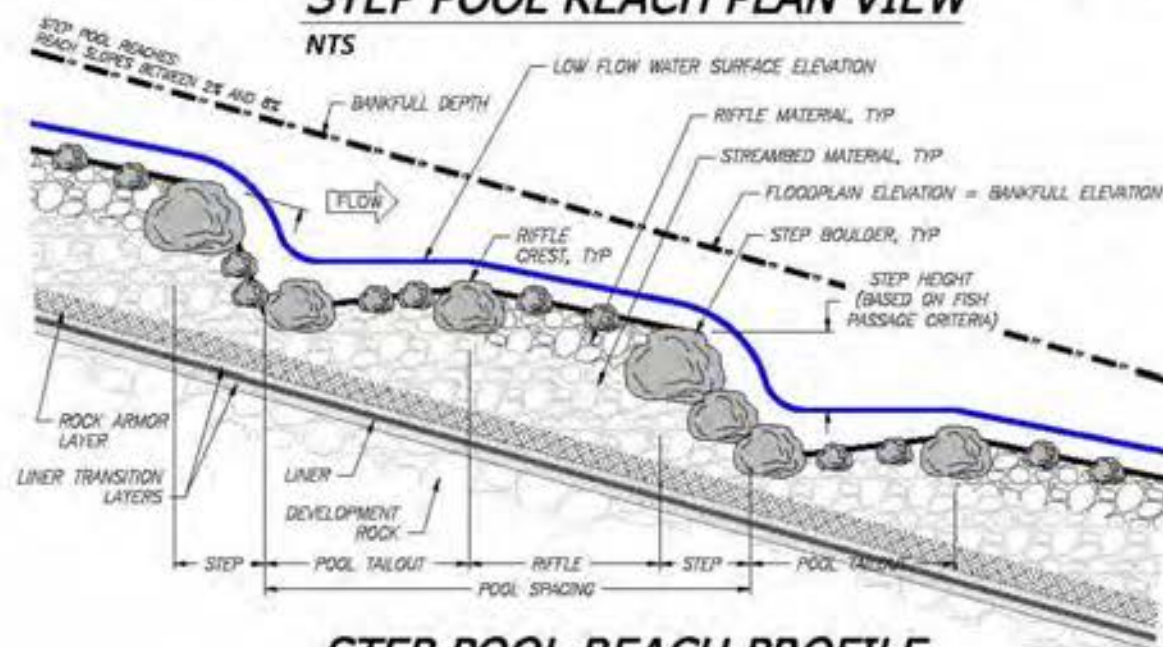 STEP POOL REACH PLAN VIEW
NTS
STEP POOL REACHES:
REACH SLOPES BETWEEN 2% AND 8%
BANKFULL DEPTH
LOW FLOW WATER SURFACE ELEVATION
RIFFLE MATERIAL, TYP
STREAMBED MATERIAL, TYP
FLOODPLAIN ELEVATION = BANKFULL ELEVATION
FLOW
RIFFLE
CREST, TYP
STEP BOULDER, TYP
STEP HEIGHT
(BASED ON FISH
PASSAGE CRITERIA)
ROCK ARMOR
LAYER
LINER TRANSITION
LAYERS
LINER
DEVELOPMENT
ROCK
STEP
POOL TAILOUT
RIFFLE
STEP
POOL TAILOUT
POOL SPACING
STEP POOL REACH PROFILE